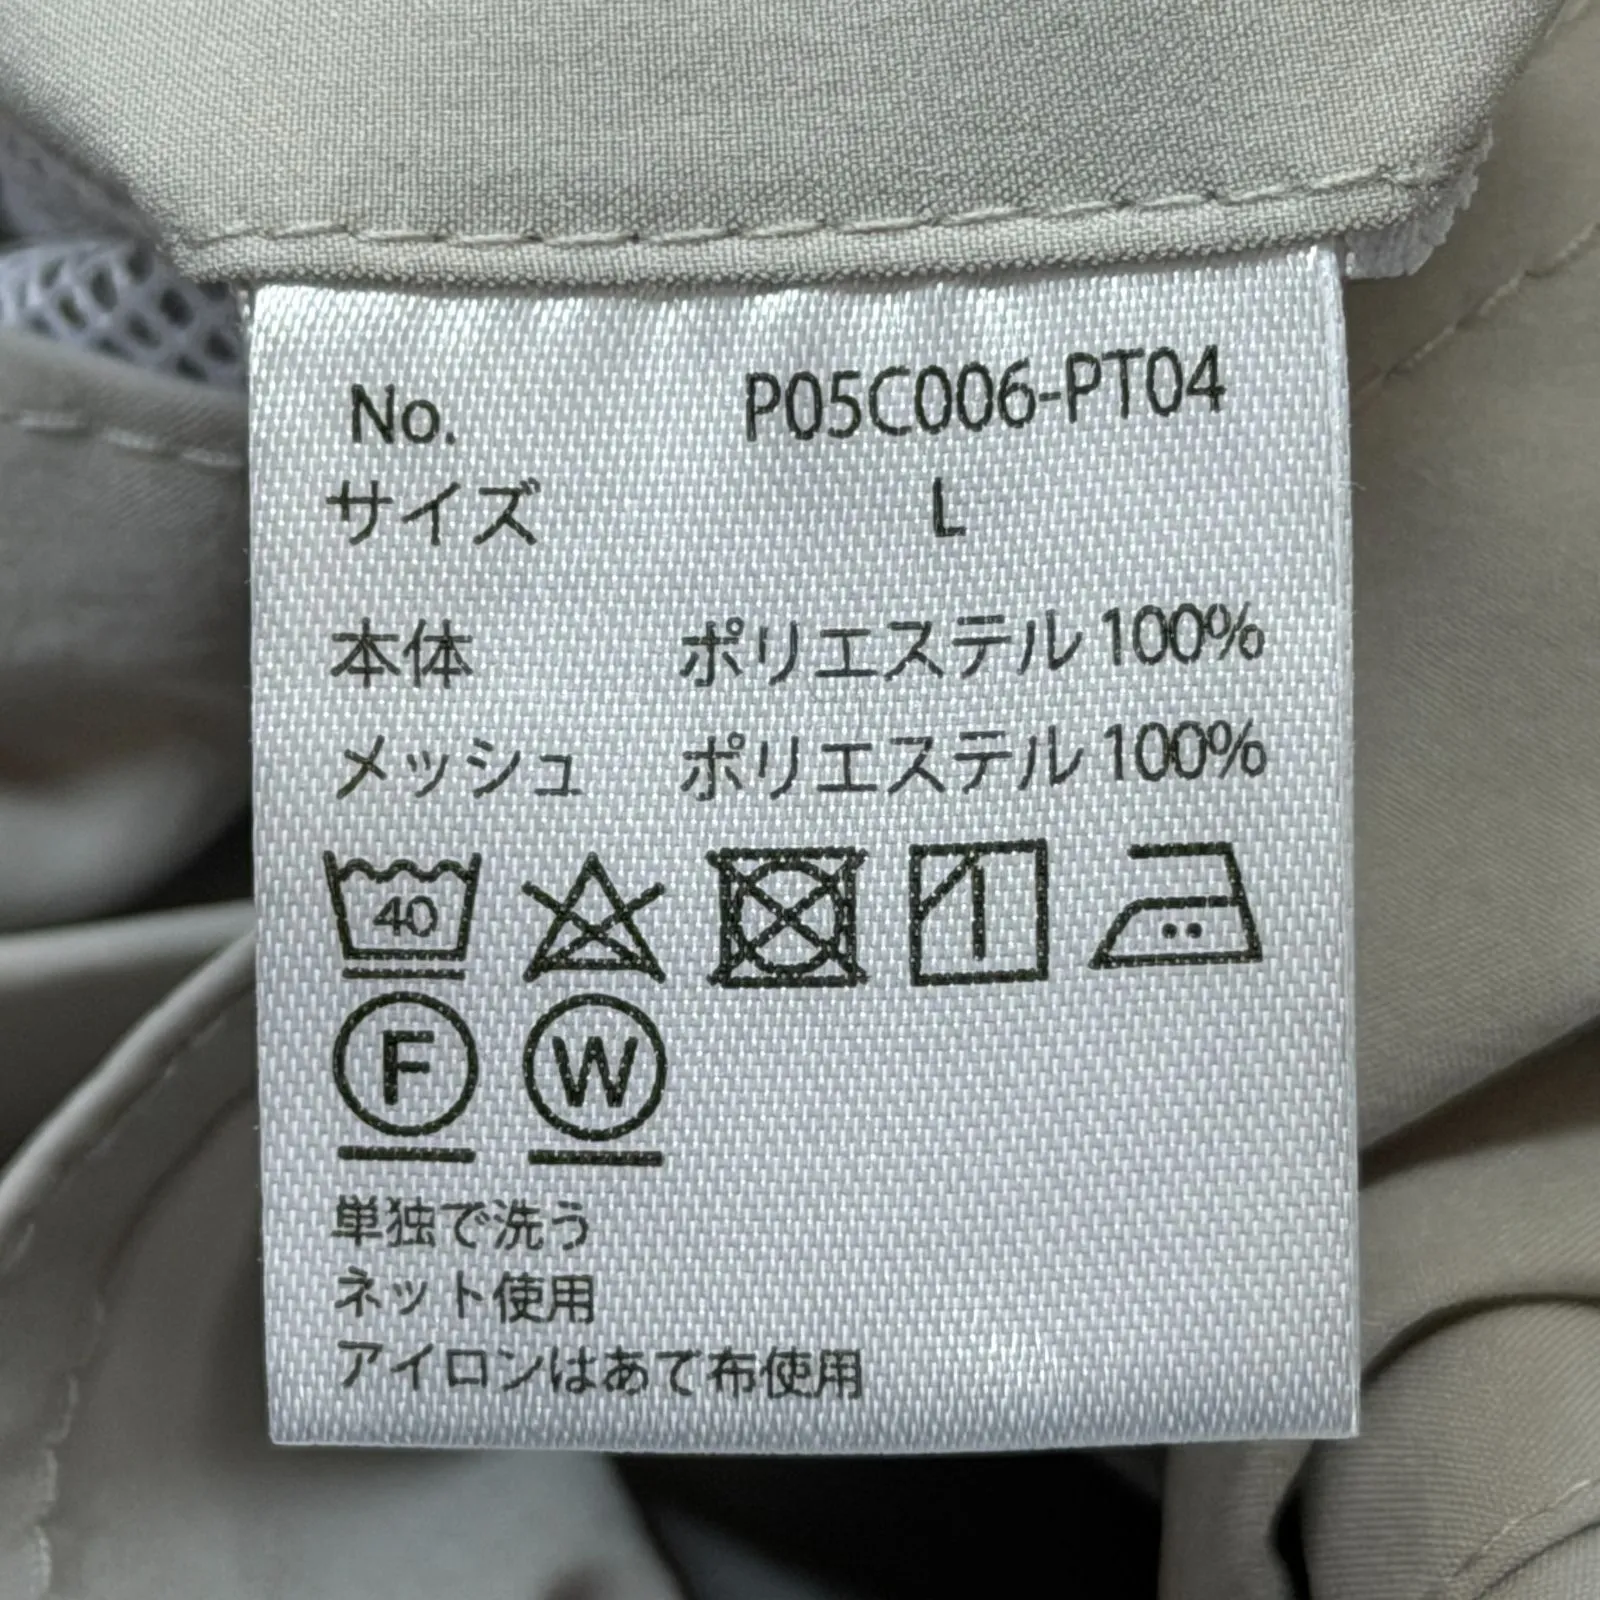 No. P05C006-PT04
サイズ L
本体 ポリエステル 100%
メッシュ ポリエステル 100%
40
F W
単独で洗う
ネット使用
アイロンはあて布使用